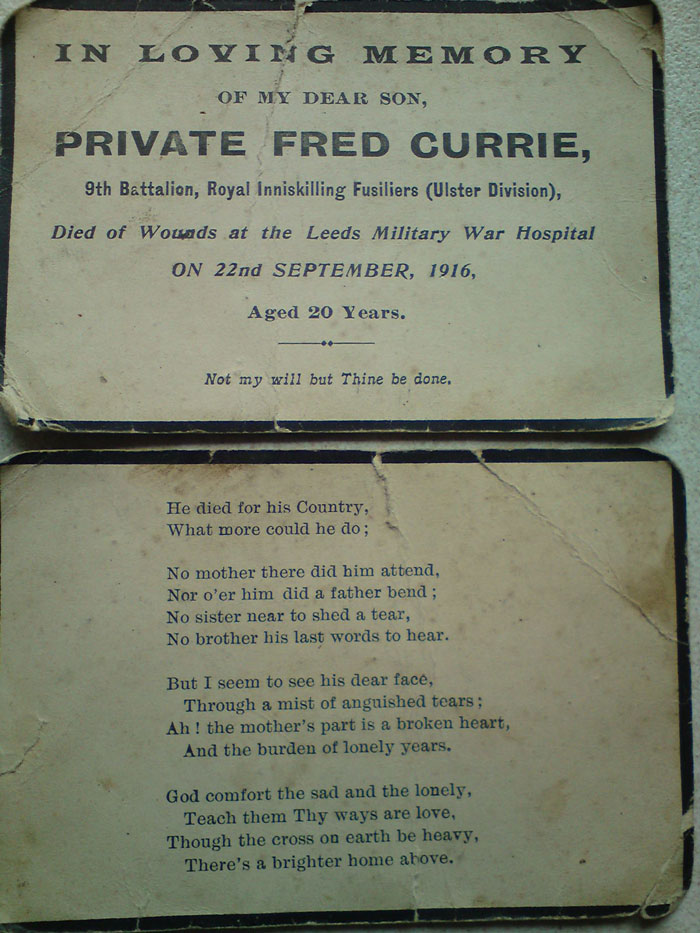 IN LOVING MEMORY
OF MY DEAR SON,
PRIVATE FRED CURRIE,
9th Battalion, Royal Inniskilling Fusiliers (Ulster Division),
Died of Wounds at the Leeds Military War Hospital
ON 22nd SEPTEMBER, 1916,
Aged 20 Years.
Not my will but Thine be done.
He died for his Country,
What more could he do;
No mother there did him attend,
Nor o'er him did a father bend;
No sister near to shed a tear,
No brother his last words to hear.
But I seem to see his dear face,
Through a mist of anguished tears;
Ah! the mother's part is a broken heart,
And the burden of lonely years.
God comfort the sad and the lonely,
Teach them Thy ways are love,
Though the cross on earth be heavy,
There's a brighter home above.